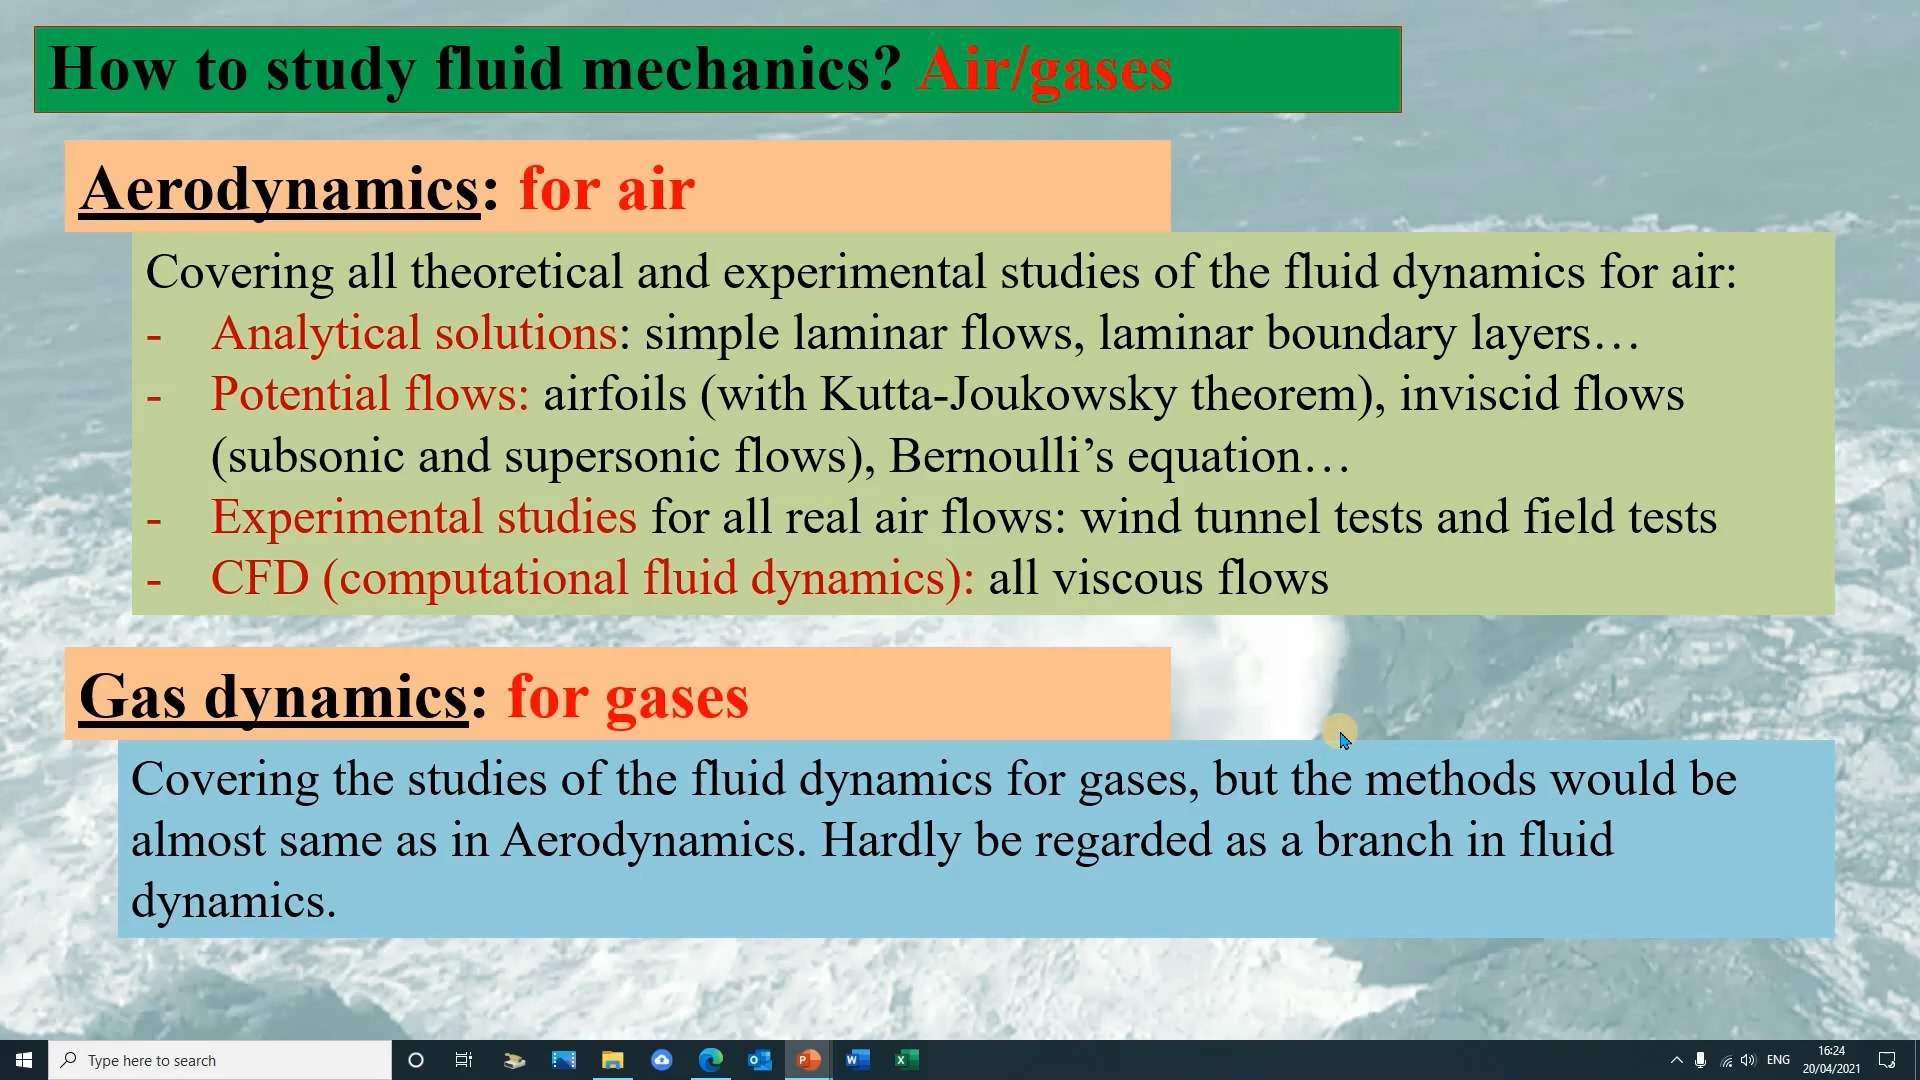 How to study fluid mechanics? Air/gases
Aerodynamics: for air
Covering all theoretical and experimental studies of the fluid dynamics for air:
- Analytical solutions: simple laminar flows, laminar boundary layers…
- Potential flows: airfoils (with Kutta-Joukowsky theorem), inviscid flows
(subsonic and supersonic flows), Bernoulli’s equation…
- Experimental studies for all real air flows: wind tunnel tests and field tests
- CFD (computational fluid dynamics): all viscous flows
Gas dynamics: for gases
Covering the studies of the fluid dynamics for gases, but the methods would be
almost same as in Aerodynamics. Hardly be regarded as a branch in fluid
dynamics.
Type here to search
ENG
16:24
20/04/2021